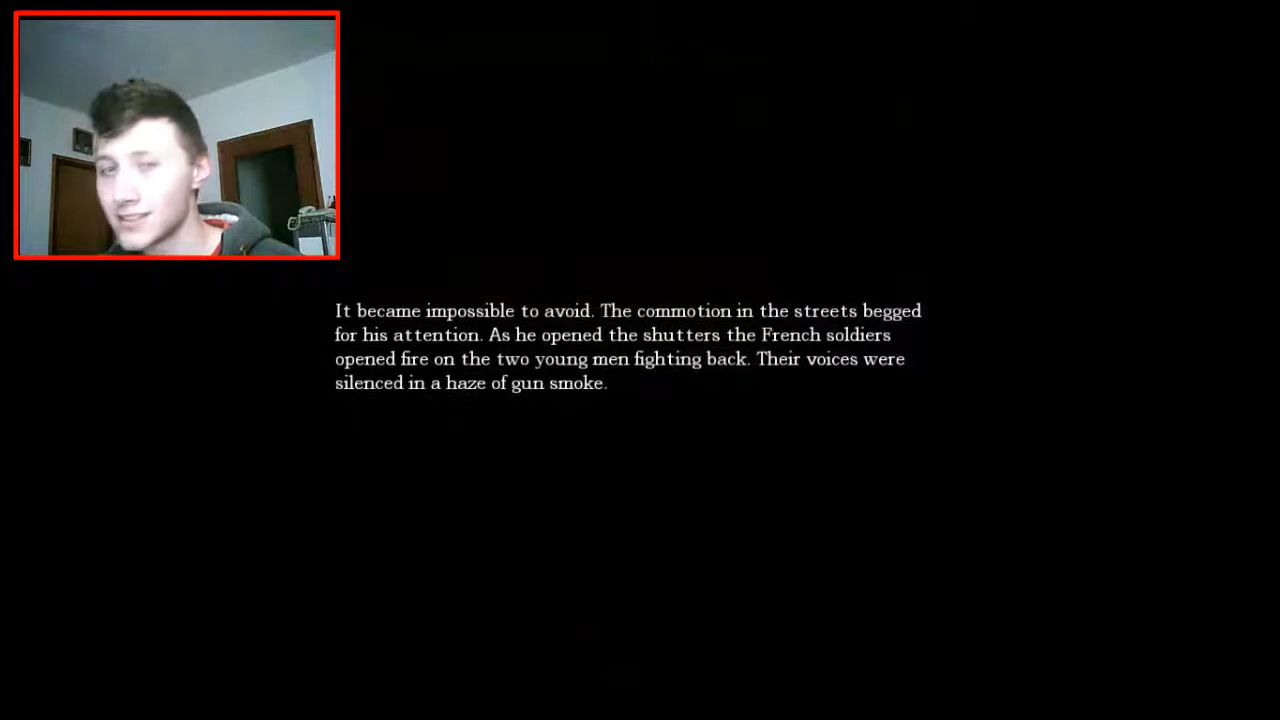 It became impossible to avoid. The commotion in the streets begged
for his attention. As he opened the shutters the French soldiers
opened fire on the two young men fighting back. Their voices were
silenced in a haze of gun smoke.